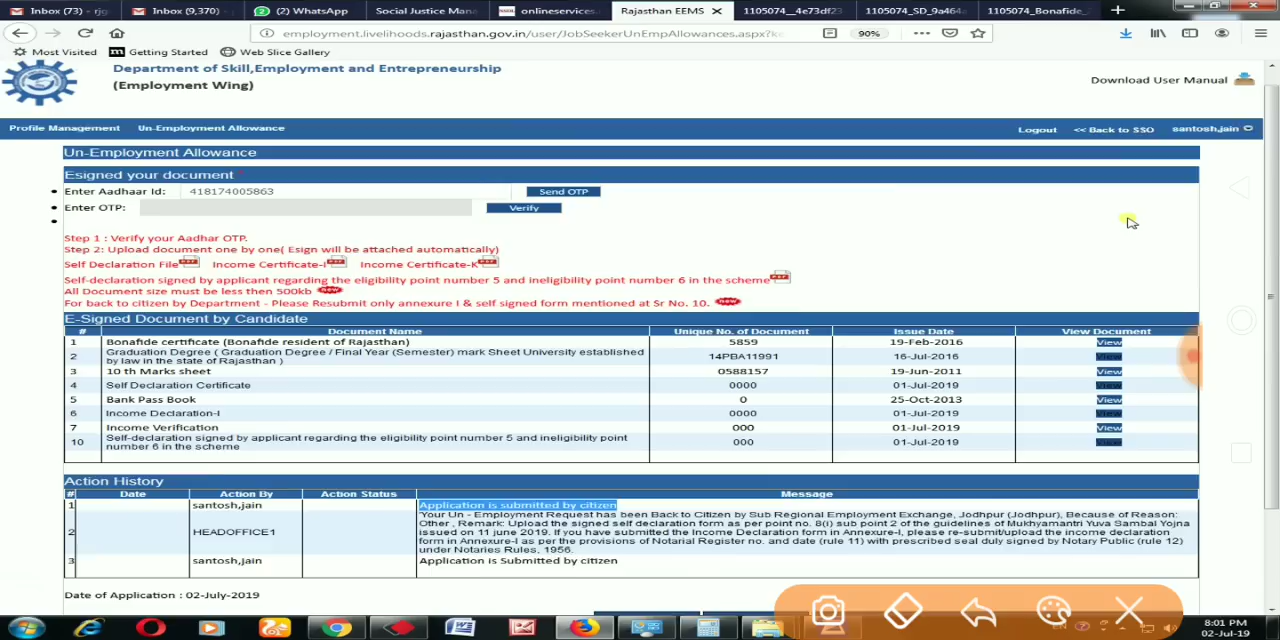 Inbox (73) - rjg
Inbox (9,370) -
(2) WhatsApp
Social Justice Mana
onlineservices.
Rajasthan EEMS
1105074__4e73df23
1105074_SD_9a464
1105074_Bonafide_
employment.livelihoods.rajasthan.gov.in/user/JobSeekerUnEmpAllowances.aspx?k
90%
Most Visited
Getting Started
Web Slice Gallery
Department of Skill,Employment and Entrepreneurship
(Employment Wing)
Download User Manual
Profile Management
Un-Employment Allowance
Logout
<< Back to SSO
santosh,jain
Un-Employment Allowance
Esigned your document *
Enter Aadhaar Id: 418174005863 Send OTP
Enter OTP: Verify
Step 1 : Verify your Aadhar OTP.
Step 2: Upload document one by one( Esign will be attached automatically)
Self Declaration File Income Certificate-I Income Certificate-K
Self-declaration signed by applicant regarding the eligibility point number 5 and ineligibility point number 6 in the scheme
All Document size must be less then 500kb new
For back to citizen by Department - Please Resubmit only annexure I & self signed form mentioned at Sr No. 10. new
E-Signed Document by Candidate
# Document Name Unique No. of Document Issue Date View Document
1 Bonafide certificate (Bonafide resident of Rajasthan) 5859 19-Feb-2016 View
2 Graduation Degree ( Graduation Degree / Final Year (Semester) mark Sheet University established by law in the state of Rajasthan ) 14PBA11991 16-Jul-2016 View
3 10 th Marks sheet 0588157 19-Jun-2011 View
4 Self Declaration Certificate 0000 01-Jul-2019 View
5 Bank Pass Book 0 25-Oct-2013 View
6 Income Declaration-I 0000 01-Jul-2019 View
7 Income Verification 000 01-Jul-2019 View
10 Self-declaration signed by applicant regarding the eligibility point number 5 and ineligibility point number 6 in the scheme 000 01-Jul-2019 View
Action History
# Date Action By Action Status Message
1 santosh,jain Application is submitted by citizen
2 HEADOFFICE1 'Your Un - Employment Request has been Back to Citizen by Sub Regional Employment Exchange, Jodhpur (Jodhpur), Because of Reason:
Other , Remark: Upload the signed self declaration form as per point no. 8(i) sub point 2 of the guidelines of Mukhyamantri Yuva Sambal Yojna
issued on 11 june 2019. If you have submitted the Income Declaration form in Annexure-I, please re-submit/upload the income declaration
form in Annexure-I as per the provisions of Notarial Register no. and date (rule 11) with prescribed seal duly signed by Notary Public (rule 12)
under Notaries Rules, 1956.
3 santosh,jain Application is Submitted by citizen
Date of Application : 02-July-2019
8:01 PM
02-Jul-19